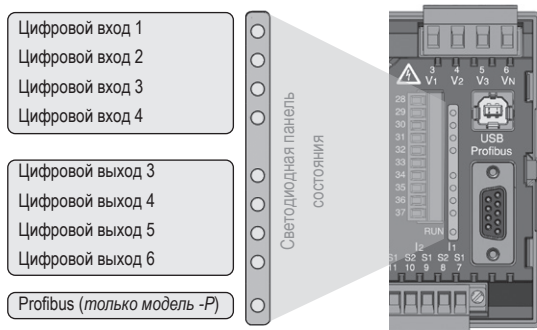 Цифровой вход 1
Цифровой вход 2
Цифровой вход 3
Цифровой вход 4
Цифровой выход 3
Цифровой выход 4
Цифровой выход 5
Цифровой выход 6
Profibus (только модель -P)
Светодиодная панель
состояния
3 4 5 6
V1 V2 V3 VN
28
29
30
31
32
33
34
35
36
37
USB
Profibus
RUN
I2 I1
S1 S2 S1 S2 S1
11 10 9 8 7